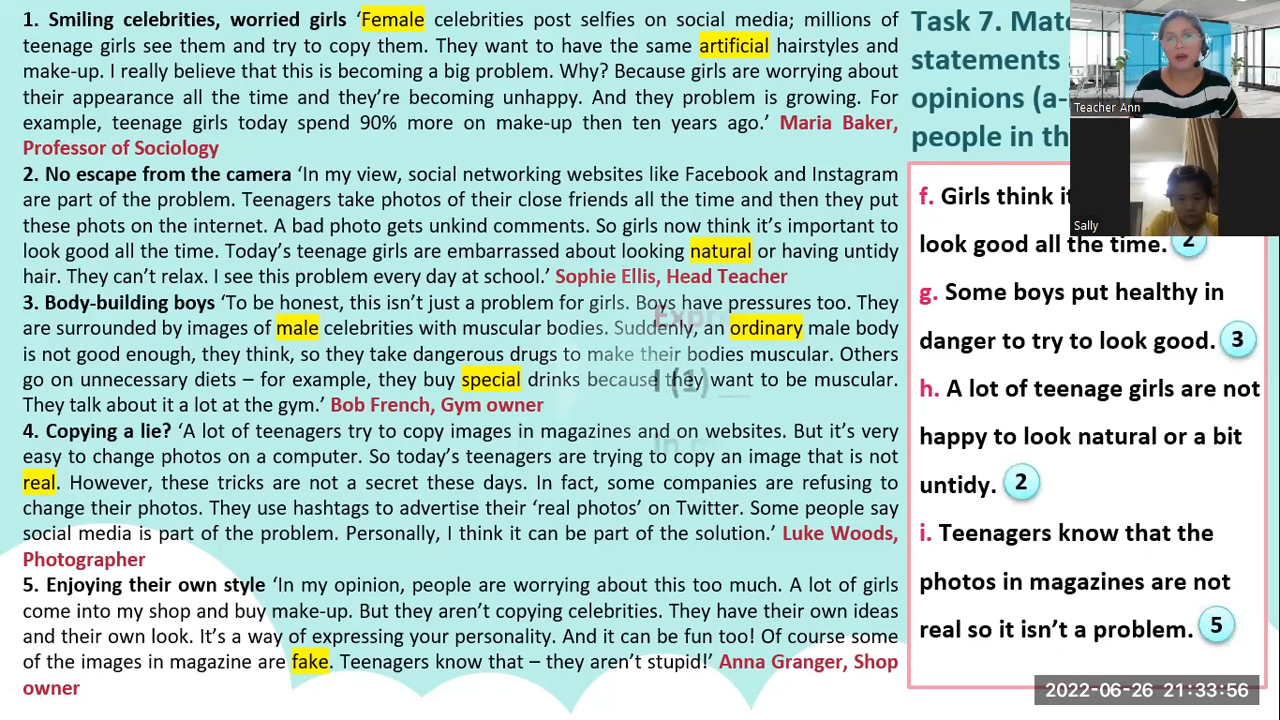 1. Smiling celebrities, worried girls ‘Female celebrities post selfies on social media; millions of
teenage girls see them and try to copy them. They want to have the same artificial hairstyles and
make-up. I really believe that this is becoming a big problem. Why? Because girls are worrying about
their appearance all the time and they’re becoming unhappy. And they problem is growing. For
example, teenage girls today spend 90% more on make-up then ten years ago.’ Maria Baker,
Professor of Sociology
2. No escape from the camera ‘In my view, social networking websites like Facebook and Instagram
are part of the problem. Teenagers take photos of their close friends all the time and then they put
these phots on the internet. A bad photo gets unkind comments. So girls now think it’s important to
look good all the time. Today’s teenage girls are embarrassed about looking natural or having untidy
hair. They can’t relax. I see this problem every day at school.’ Sophie Ellis, Head Teacher
3. Body-building boys ‘To be honest, this isn’t just a problem for girls. Boys have pressures too. They
are surrounded by images of male celebrities with muscular bodies. Suddenly, an ordinary male body
is not good enough, they think, so they take dangerous drugs to make their bodies muscular. Others
go on unnecessary diets – for example, they buy special drinks because they want to be muscular.
They talk about it a lot at the gym.’ Bob French, Gym owner
4. Copying a lie? ‘A lot of teenagers try to copy images in magazines and on websites. But it’s very
easy to change photos on a computer. So today’s teenagers are trying to copy an image that is not
real. However, these tricks are not a secret these days. In fact, some companies are refusing to
change their photos. They use hashtags to advertise their ‘real photos’ on Twitter. Some people say
social media is part of the problem. Personally, I think it can be part of the solution.’ Luke Woods,
Photographer
5. Enjoying their own style ‘In my opinion, people are worrying about this too much. A lot of girls
come into my shop and buy make-up. But they aren’t copying celebrities. They have their own ideas
and their own look. It’s a way of expressing your personality. And it can be fun too! Of course some
of the images in magazine are fake. Teenagers know that – they aren’t stupid!’ Anna Granger, Shop
owner
Task 7.
statements
opinions (a-
people in
f. Girls think
look good all the time. 2
g. Some boys put healthy in
danger to try to look good. 3
h. A lot of teenage girls are not
happy to look natural or a bit
untidy. 2
i. Teenagers know that the
photos in magazines are not
real so it isn’t a problem. 5
Teacher Ann
Sally
I (1)
2022-06-26 21:33:56